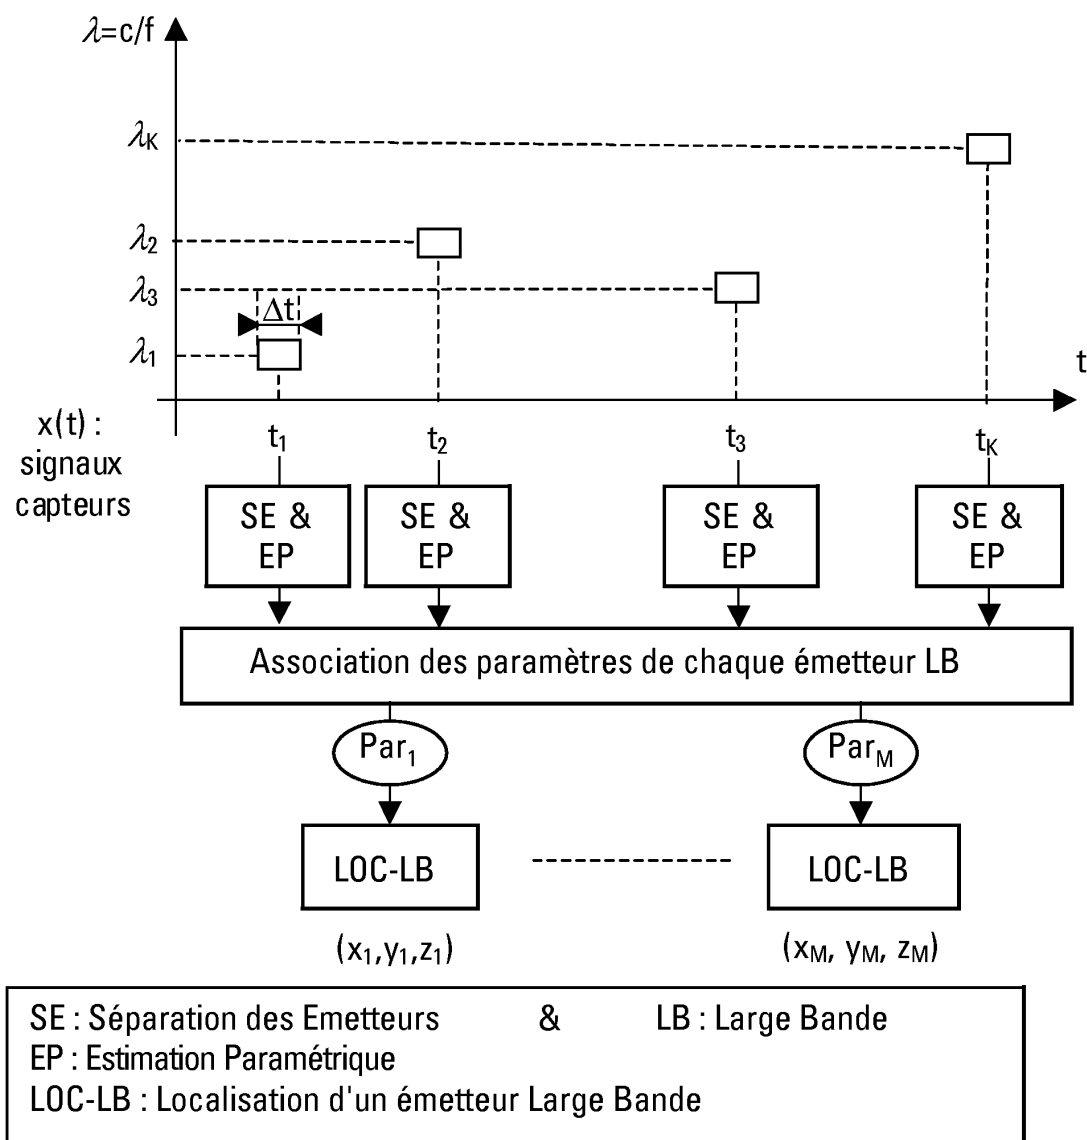 λ=c/f
λK
λ2
λ3
Δt
λ1
t
x(t) :
signaux
capteurs
t1 t2 t3 tK
SE & EP
SE & EP
SE & EP
SE & EP
Association des paramètres de chaque émetteur LB
Par1 ParM
LOC-LB LOC-LB
(x1,y1,z1) (xM, yM, zM)
SE : Séparation des Emetteurs & LB : Large Bande
EP : Estimation Paramétrique
LOC-LB : Localisation d'un émetteur Large Bande